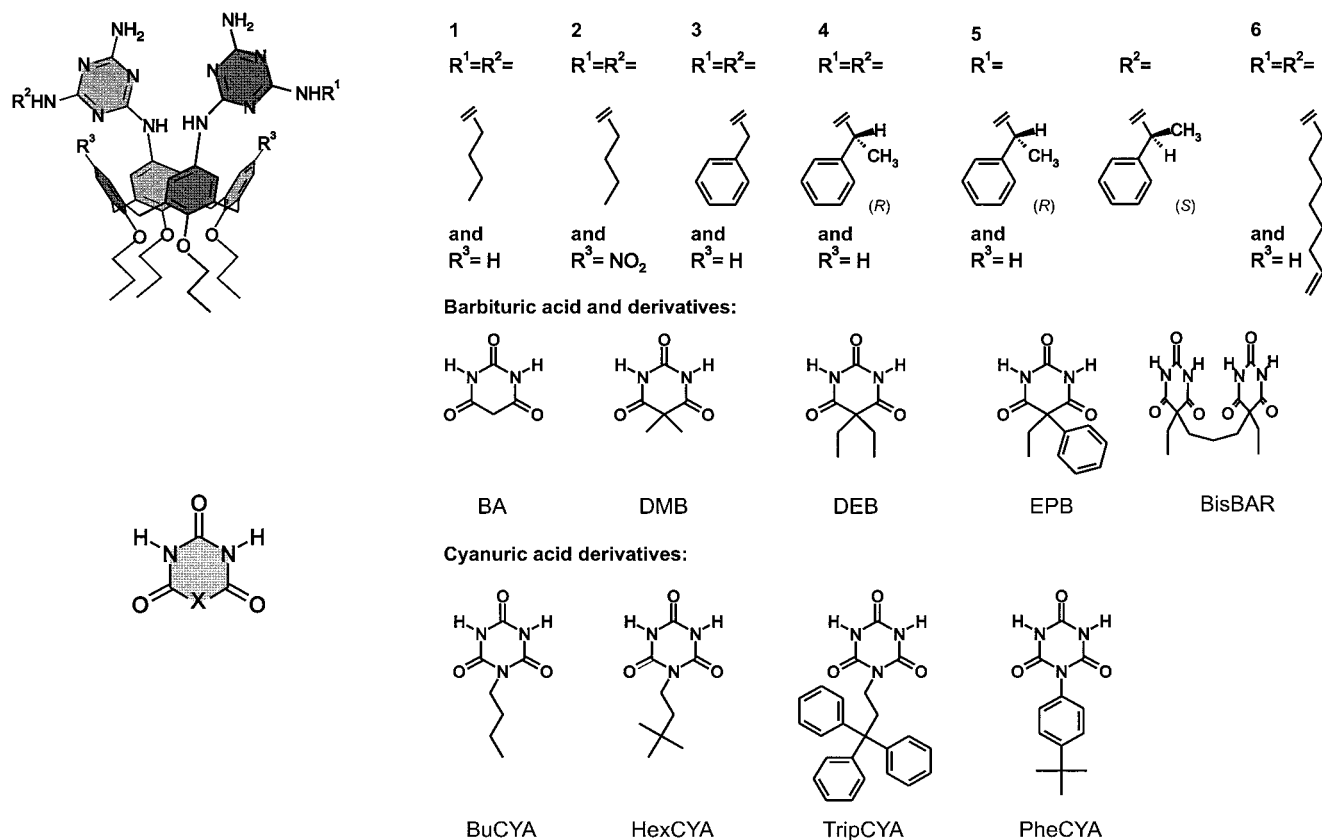 NH2
NH2
N
N
N
N
N
N
R2HN
NHR1
NH
HN
R3
R3
O
O
O
O
1
2
3
4
5
6
R1=R2=
R1=R2=
R1=R2=
R1=R2=
R1=
R2=
R1=R2=
H
CH3
(R)
H
CH3
(R)
CH3
H
(S)
and
R3= H
and
R3= NO2
and
R3= H
and
R3= H
and
R3= H
and
R3= H
Barbituric acid and derivatives:
O
H N N H
O O
O
H N N H
O O
O
H N N H
O O
O
H N N H
O O
O O
H N N H H N N H
O O O O
BA
DMB
DEB
EPB
BisBAR
O
H N N H
O X O
Cyanuric acid derivatives:
O
H N N H
O N O
O
H N N H
O N O
O
H N N H
O N O
O
H N N H
O N O
BuCYA
HexCYA
TripCYA
PheCYA